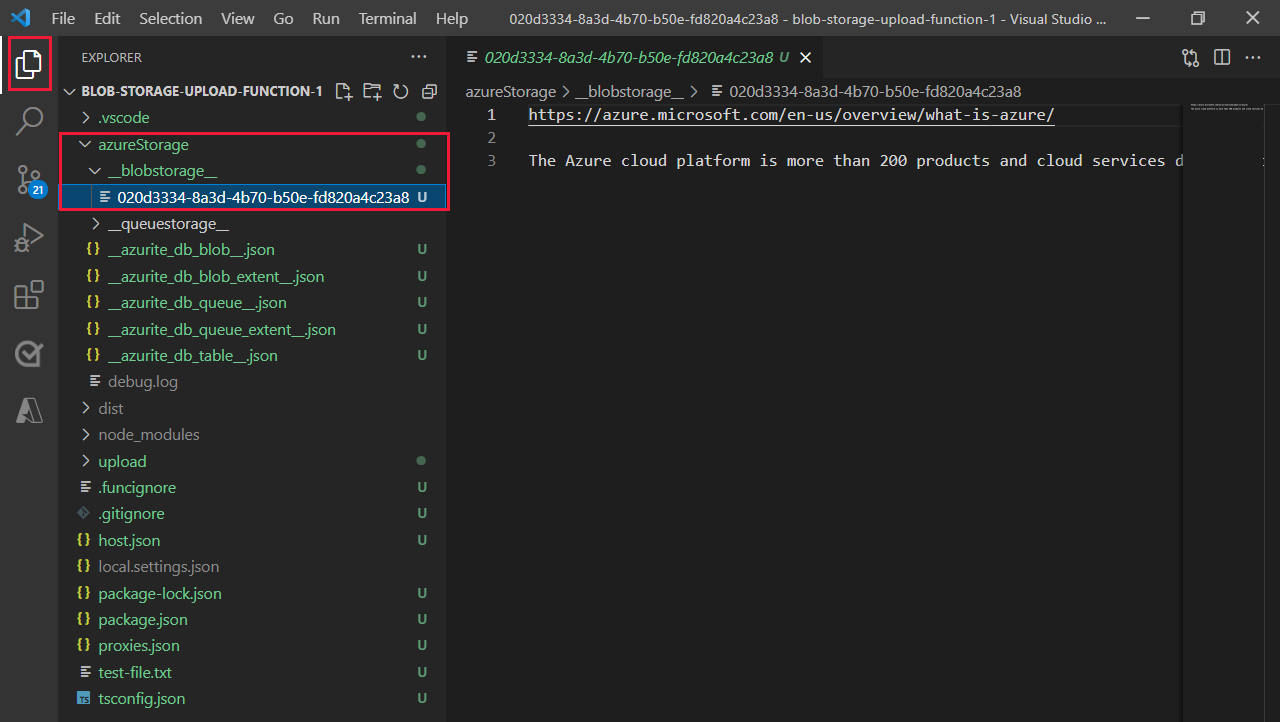 File Edit Selection View Go Run Terminal Help 020d3334-8a3d-4b70-b50e-fd820a4c23a8 - blob-storage-upload-function-1 - Visual Studio ...
EXPLORER
BLOB-STORAGE-UPLOAD-FUNCTION-1
.vscode
azureStorage
__blobstorage__
020d3334-8a3d-4b70-b50e-fd820a4c23a8 U
__queuestorage__
__azurite_db_blob__.json U
__azurite_db_blob_extent__.json U
__azurite_db_queue__.json U
__azurite_db_queue_extent__.json U
__azurite_db_table__.json U
debug.log
dist
node_modules
upload
.funcignore U
.gitignore U
host.json U
local.settings.json
package-lock.json U
package.json U
proxies.json U
test-file.txt U
TS tsconfig.json U
21
020d3334-8a3d-4b70-b50e-fd820a4c23a8 U
azureStorage > __blobstorage__ > 020d3334-8a3d-4b70-b50e-fd820a4c23a8
1 https://azure.microsoft.com/en-us/overview/what-is-azure/
2
3 The Azure cloud platform is more than 200 products and cloud services d